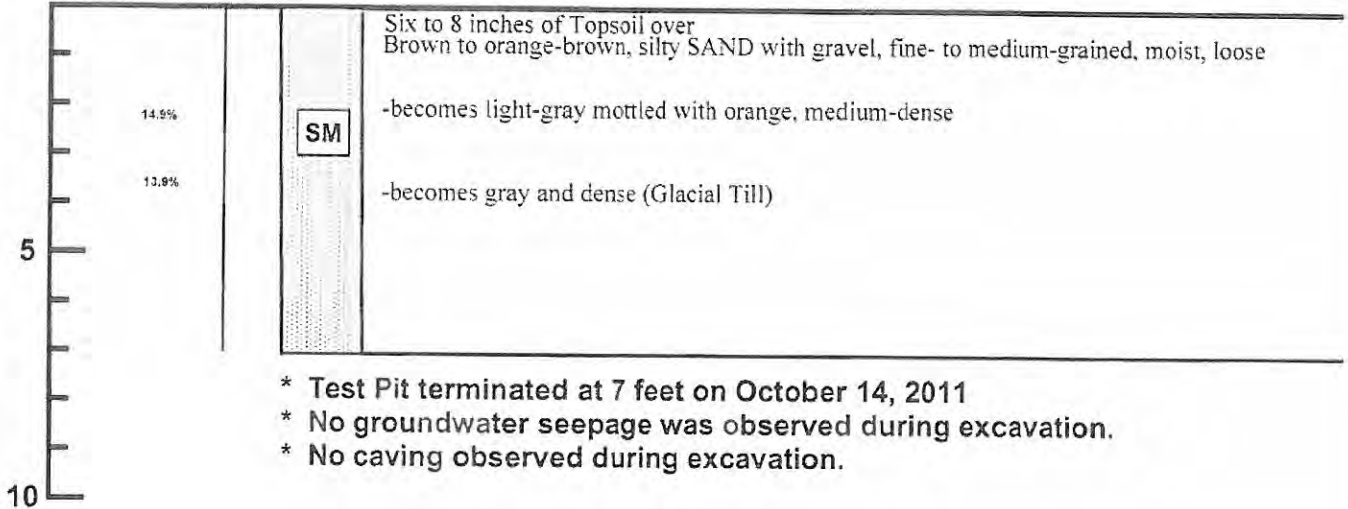 Six to 8 inches of Topsoil over
Brown to orange-brown, silty SAND with gravel, fine- to medium-grained, moist, loose
14.9%
-becomes light-gray mottled with orange, medium-dense
SM
13.9%
-becomes gray and dense (Glacial Till)
5
* Test Pit terminated at 7 feet on October 14, 2011
* No groundwater seepage was observed during excavation.
* No caving observed during excavation.
10